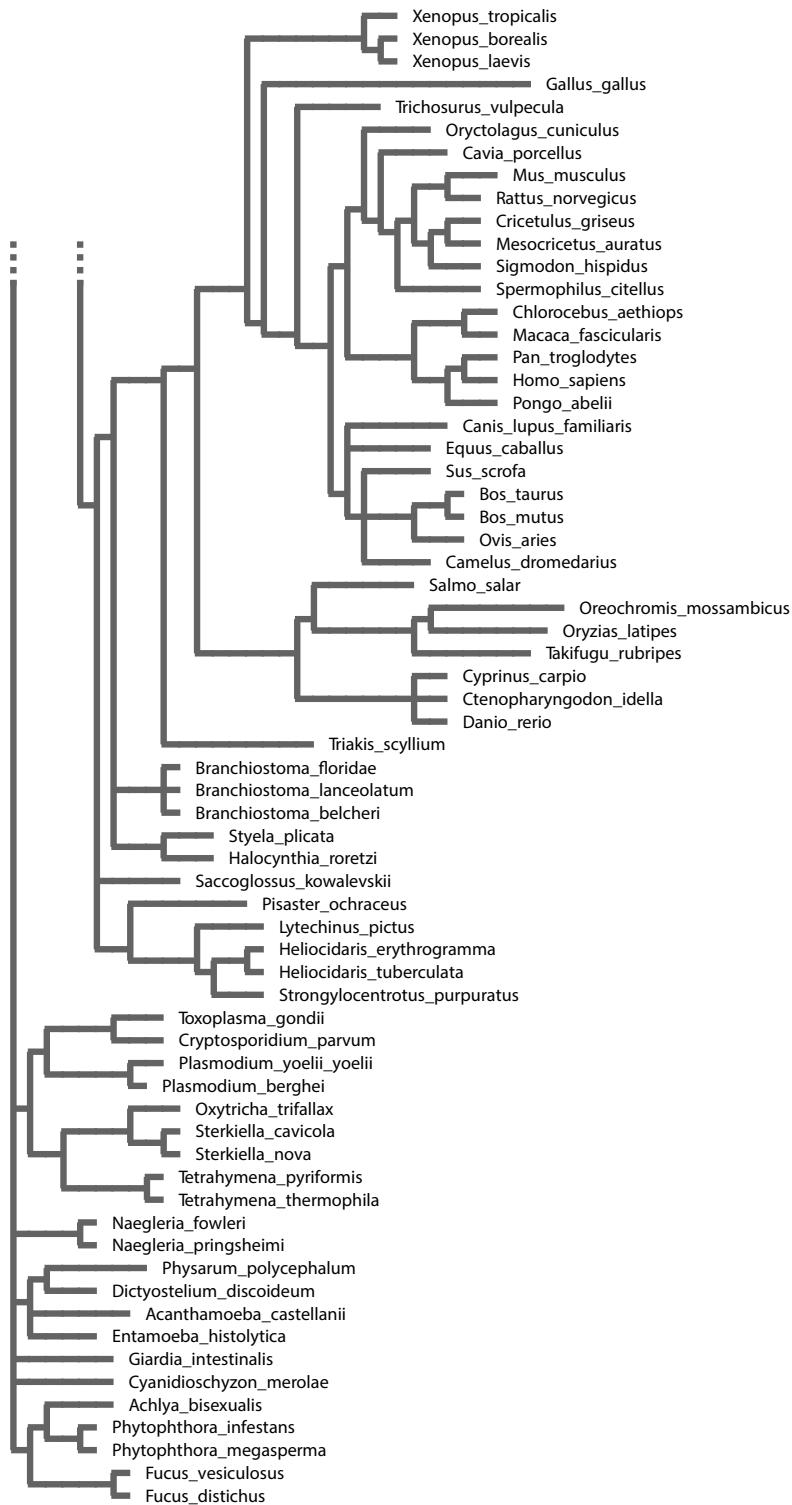 Xenopus_tropicalis
Xenopus_borealis
Xenopus_laevis
Gallus_gallus
Trichosurus_vulpecula
Oryctolagus_cuniculus
Cavia_porcellus
Mus_musculus
Rattus_norvegicus
Cricetulus_griseus
Mesocricetus_auratus
Sigmodon_hispidus
Spermophilus_citellus
Chlorocebus_aethiops
Macaca_fascicularis
Pan_troglodytes
Homo_sapiens
Pongo_abelii
Canis_lupus_familiaris
Equus_caballus
Sus_scrofa
Bos_taurus
Bos_mutus
Ovis_aries
Camelus_dromedarius
Salmo_salar
Oreochromis_mossambicus
Oryzias_latipes
Takifugu_rubripes
Cyprinus_carpio
Ctenopharyngodon_idella
Danio_rerio
Triakis_scyllium
Branchiostoma_floridae
Branchiostoma_lanceolatum
Branchiostoma_belcheri
Styela_plicata
Halocynthia_roretzi
Saccoglossus_kowalevskii
Pisaster_ochraceus
Lytechinus_pictus
Heliocidaris_erythrogramma
Heliocidaris_tuberculata
Strongylocentrotus_purpuratus
Toxoplasma_gondii
Cryptosporidium_parvum
Plasmodium_yoelii_yoelii
Plasmodium_berghei
Oxytricha_trifallax
Sterkiella_cavicola
Sterkiella_nova
Tetrahymena_pyriformis
Tetrahymena_thermophila
Naegleria_fowleri
Naegleria_pringsheimi
Physarum_polycephalum
Dictyostelium_discoideum
Acanthamoeba_castellanii
Entamoeba_histolytica
Giardia_intestinalis
Cyanidioschyzon_merolae
Achlya_bisexualis
Phytophthora_infestans
Phytophthora_megasperma
Fucus_vesiculosus
Fucus_distichus